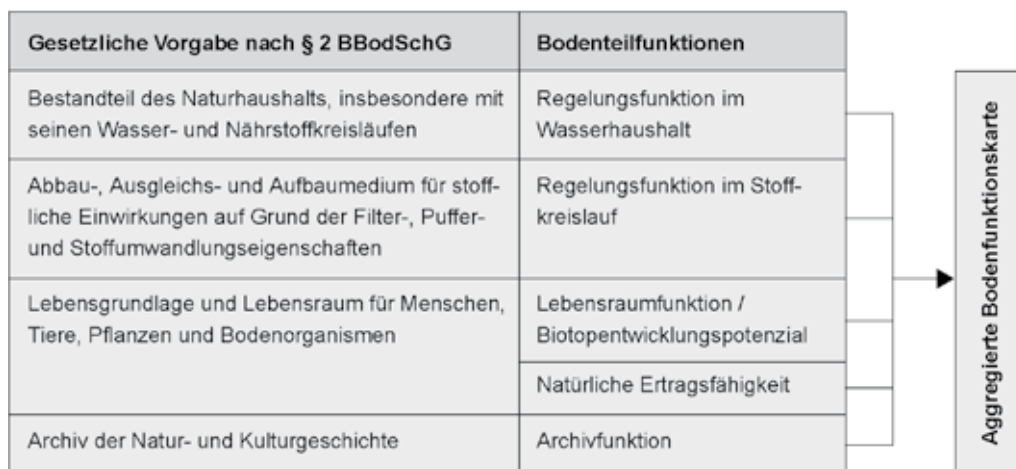 Gesetzliche Vorgabe nach § 2 BBodSchG
Bodenteilfunktionen
Bestandteil des Naturhaushalts, insbesondere mit
seinen Wasser- und Nährstoffkreisläufen
Regelungsfunktion im
Wasserhaushalt
Abbau-, Ausgleichs- und Aufbaumedium für stoff-
liche Einwirkungen auf Grund der Filter-, Puffer-
und Stoffumwandlungseigenschaften
Regelungsfunktion im Stoff-
kreislauf
Lebensgrundlage und Lebensraum für Menschen,
Tiere, Pflanzen und Bodenorganismen
Lebensraumfunktion /
Biotopentwicklungspotenzial
Natürliche Ertragsfähigkeit
Archiv der Natur- und Kulturgeschichte
Archivfunktion
Aggregierte Bodenfunktionskarte